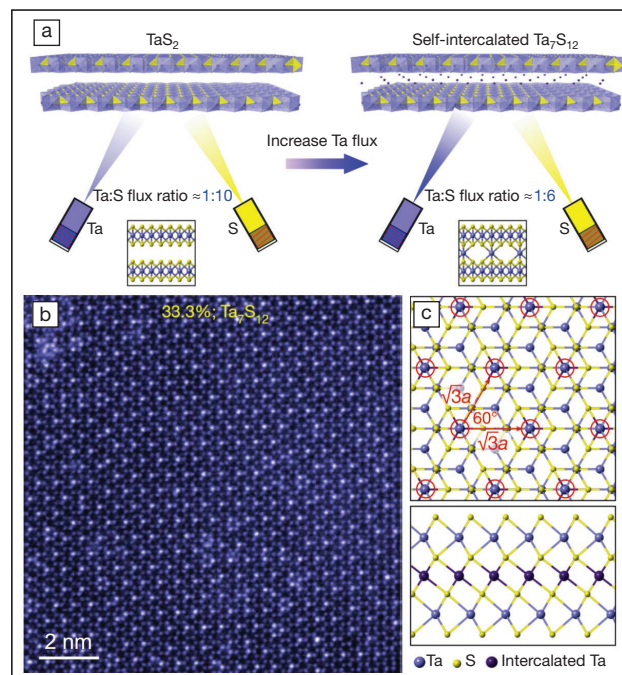 a
TaS₂
Self-intercalated Ta₇S₁₂
Increase Ta flux
Ta:S flux ratio ≈1:10
Ta
S
Ta:S flux ratio ≈1:6
Ta
S
b
33.3%; Ta₇S₁₂
2 nm
c
√3a
60°
√3a
Ta
S
Intercalated Ta